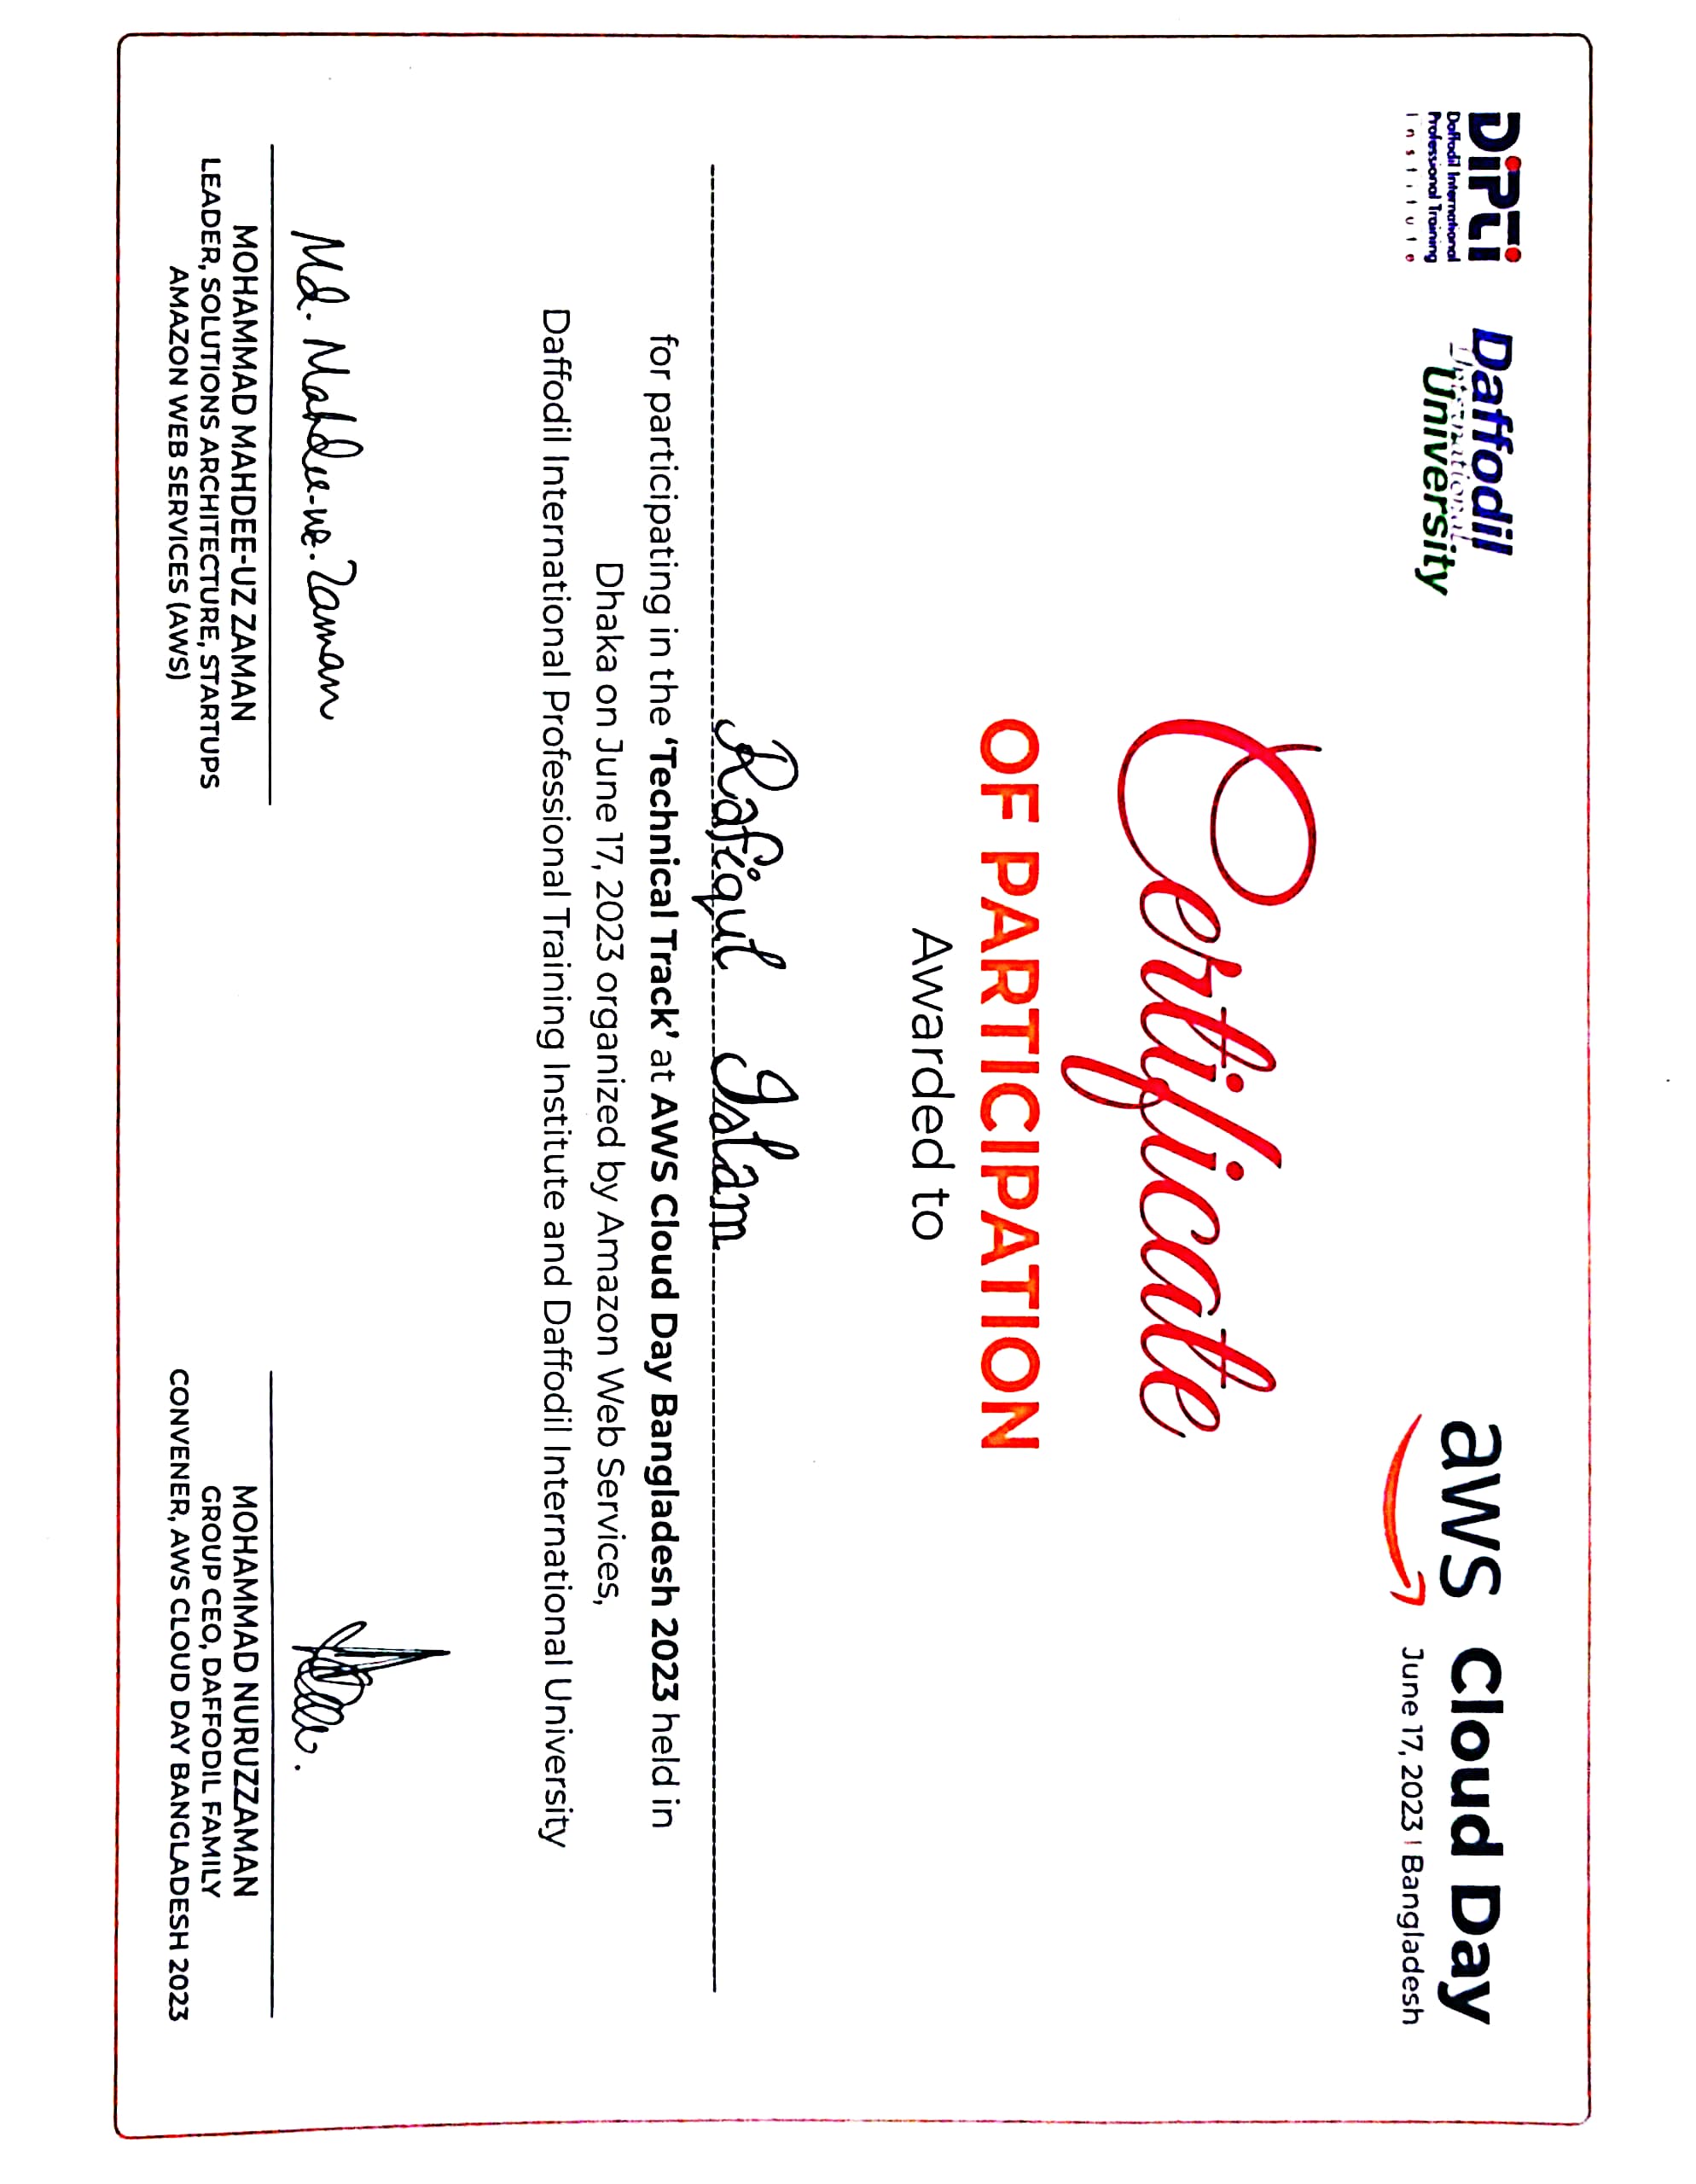 DIPTI
Daffodil International
Professional Training
Institute
Daffodil
International
University
aws
Cloud Day
June 17, 2023 | Bangladesh
Certificate
OF PARTICIPATION
Awarded to
Rafiqul Islam
for participating in the ‘Technical Track’ at AWS Cloud Day Bangladesh 2023 held in
Dhaka on June 17, 2023 organized by Amazon Web Services,
Daffodil International Professional Training Institute and Daffodil International University
Md. Mahdee-uz-Zaman
MOHAMMAD MAHDEE-UZ ZAMAN
LEADER, SOLUTIONS ARCHITECTURE, STARTUPS
AMAZON WEB SERVICES (AWS)
MOHAMMAD NURUZZAMAN
GROUP CEO, DAFFODIL FAMILY
CONVENER, AWS CLOUD DAY BANGLADESH 2023